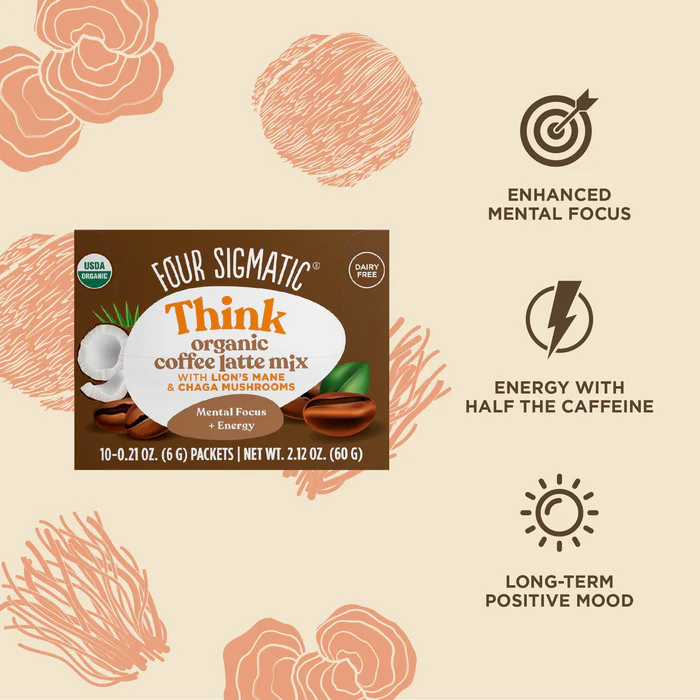 USDA
ORGANIC
FOUR SIGMATIC®
DAIRY
FREE
Think
organic
coffee latte mix
WITH LION'S MANE
& CHAGA MUSHROOMS
Mental Focus
+ Energy
10-0.21 OZ. (6 G) PACKETS | NET WT. 2.12 OZ. (60 G)
ENHANCED
MENTAL FOCUS
ENERGY WITH
HALF THE CAFFEINE
LONG-TERM
POSITIVE MOOD